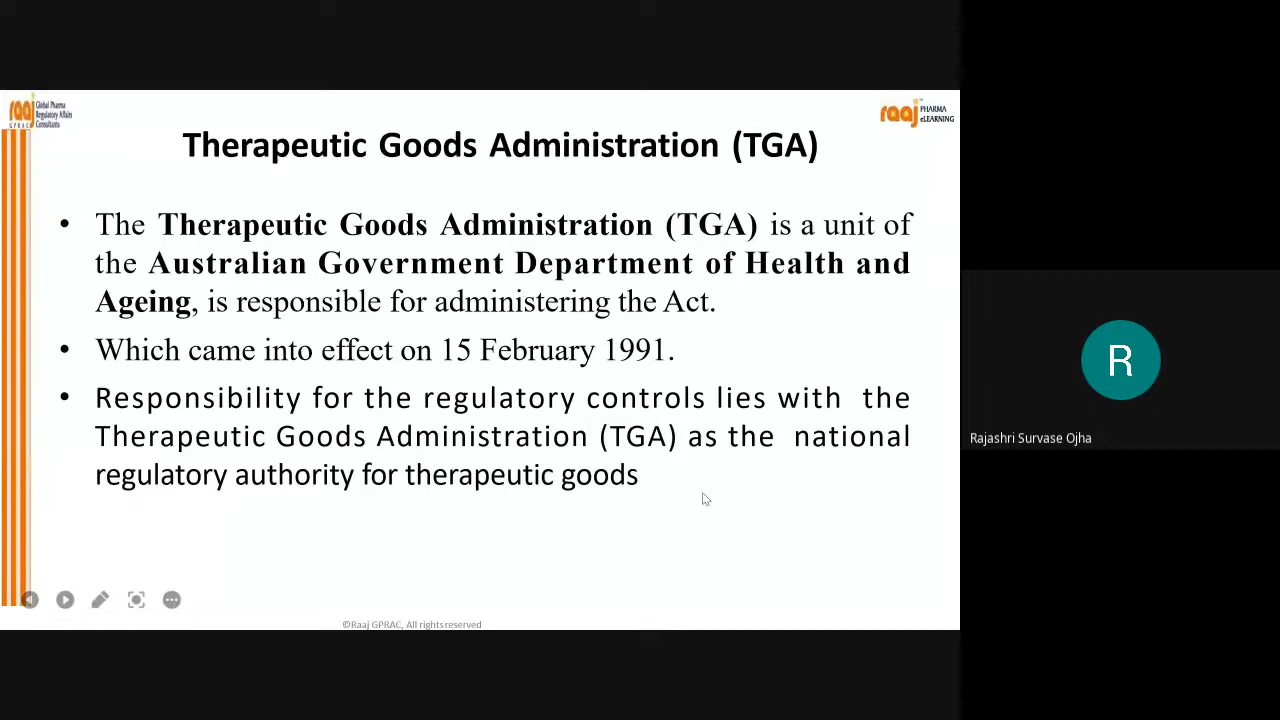 raaj
GPRAC
Global Pharma
Regulatory Affairs
Consultants
raaj
PHARMA
eLEARNING
Therapeutic Goods Administration (TGA)
• The Therapeutic Goods Administration (TGA) is a unit of
the Australian Government Department of Health and
Ageing, is responsible for administering the Act.
• Which came into effect on 15 February 1991.
• Responsibility for the regulatory controls lies with the
Therapeutic Goods Administration (TGA) as the national
regulatory authority for therapeutic goods
©Raaj GPRAC, All rights reserved
R
Rajashri Survase Ojha